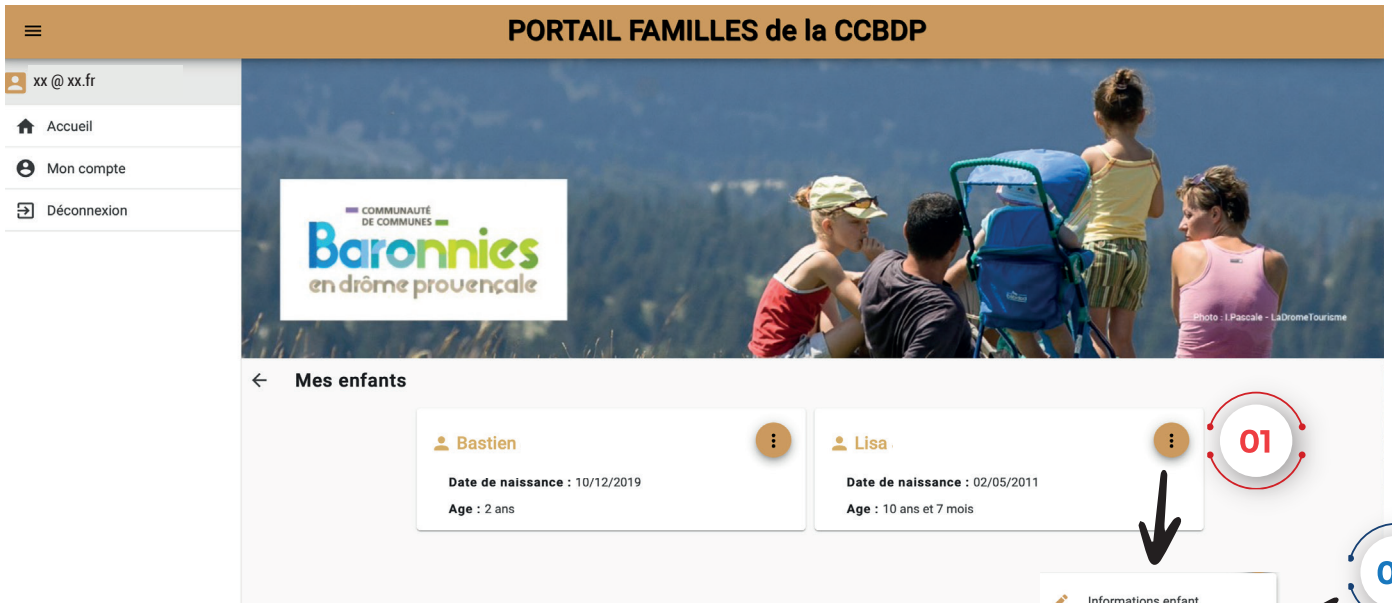 PORTAIL FAMILLES de la CCBDP
xx @ xx.fr
Accueil
Mon compte
Déconnexion
COMMUNAUTÉ
DE COMMUNES
Baronnies
en drôme provençale
Photo : I.Pascale - LaDromeTourisme
Mes enfants
Bastien
Date de naissance : 10/12/2019
Age : 2 ans
Lisa
Date de naissance : 02/05/2011
Age : 10 ans et 7 mois
01
Informations enfant